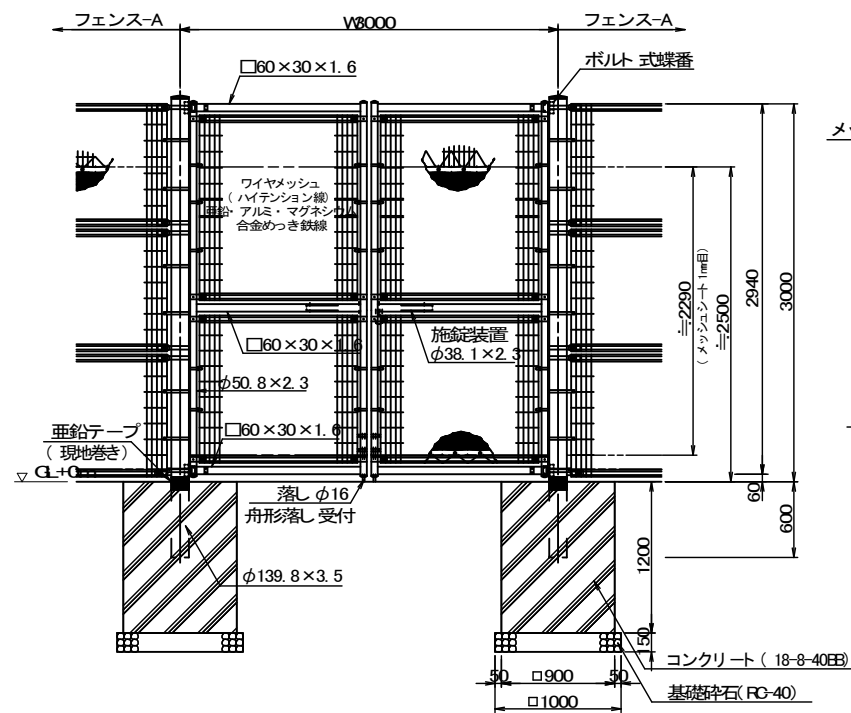 フェンス-A
W3000
フェンス-A
□60×30×1.6
ボルト式蝶番
メッ
ワイヤメッシュ
(ハイテンション線)
亜鉛・アルミ・マグネシウム
合金めっき鉄線
≒2290
(メッシュシート1㎜目)
≒2500
2940
3000
施錠装置
φ38.1×2.3
□60×30×1.6
φ50.8×2.3
□60×30×1.6
亜鉛テープ
(現地巻き)
▽GL+0
落し φ16
舟形落し受付
60
600
1200
φ139.8×3.5
150
コンクリート(18-8-40BB)
50
□900
50
基礎砕石(RC-40)
□1000